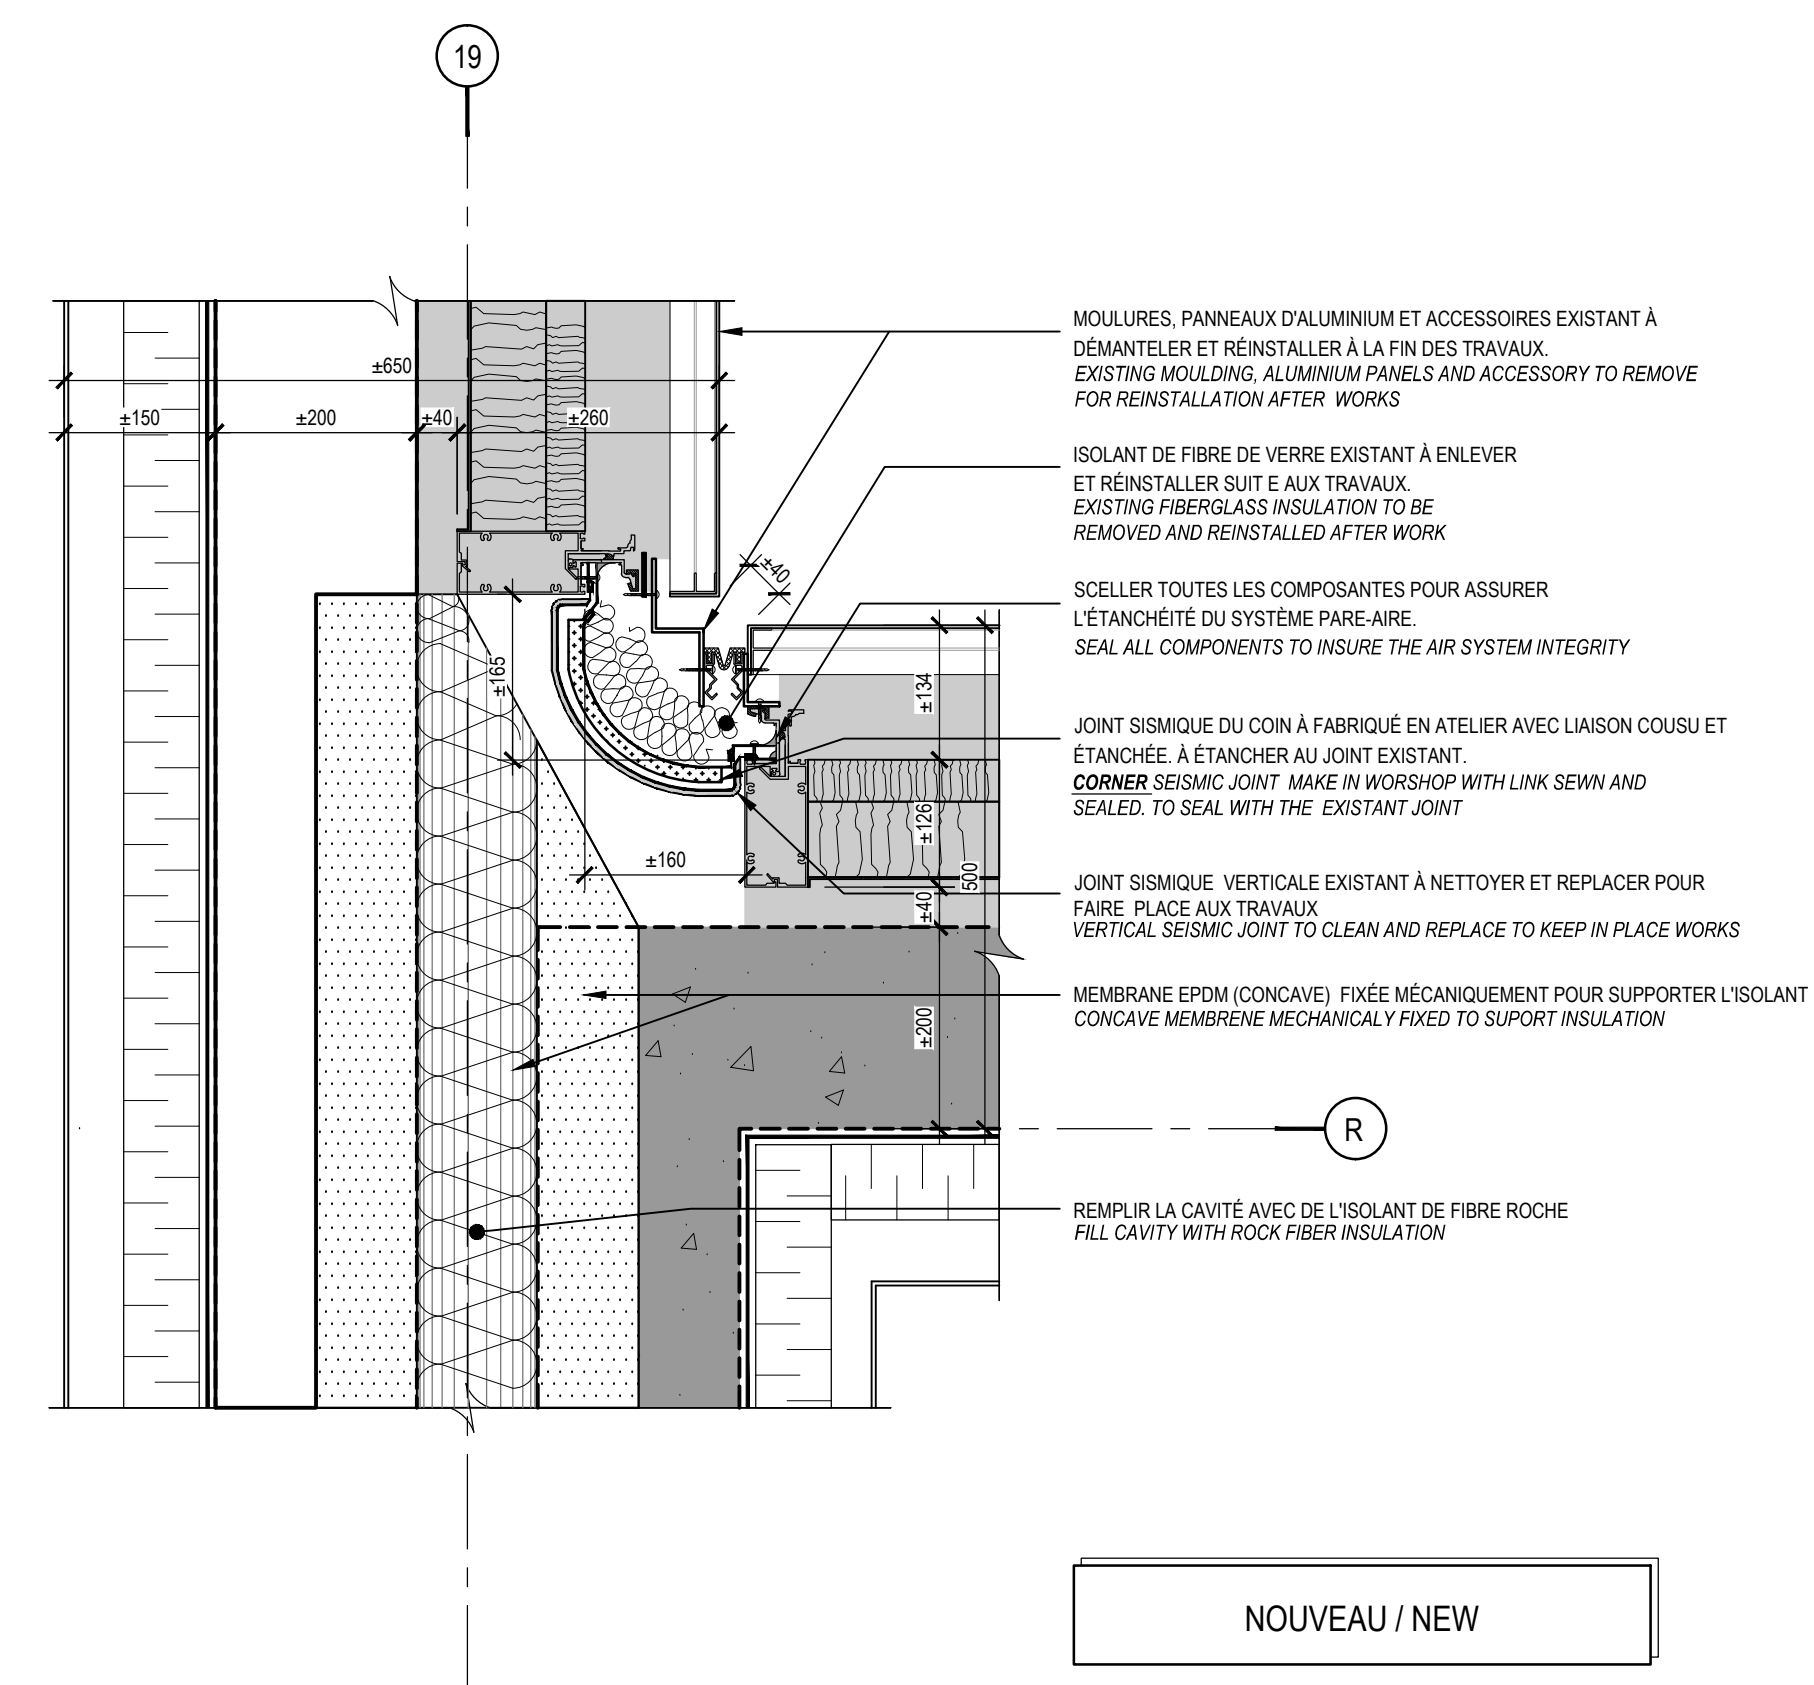 19
MOULURES, PANNEAUX D'ALUMINIUM ET ACCESSOIRES EXISTANT À
DÉMANTELER ET RÉINSTALLER À LA FIN DES TRAVAUX.
EXISTING MOULDING, ALUMINIUM PANELS AND ACCESSORY TO REMOVE
FOR REINSTALLATION AFTER WORKS
±650
±150
±200
±40
±260
ISOLANT DE FIBRE DE VERRE EXISTANT À ENLEVER
ET RÉINSTALLER SUIT E AUX TRAVAUX.
EXISTING FIBERGLASS INSULATION TO BE
REMOVED AND REINSTALLED AFTER WORK
±40
SCELLER TOUTES LES COMPOSANTES POUR ASSURER
L'ÉTANCHÉITÉ DU SYSTÈME PARE-AIRE.
SEAL ALL COMPONENTS TO INSURE THE AIR SYSTEM INTEGRITY
±165
±134
JOINT SISMIQUE DU COIN À FABRIQUÉ EN ATELIER AVEC LIAISON COUSU ET
ÉTANCHÉE. À ÉTANCHER AU JOINT EXISTANT.
CORNER SEISMIC JOINT MAKE IN WORSHOP WITH LINK SEWN AND
SEALED. TO SEAL WITH THE EXISTANT JOINT
±126
±160
500
±40
JOINT SISMIQUE VERTICALE EXISTANT À NETTOYER ET REPLACER POUR
FAIRE PLACE AUX TRAVAUX
VERTICAL SEISMIC JOINT TO CLEAN AND REPLACE TO KEEP IN PLACE WORKS
MEMBRANE EPDM (CONCAVE) FIXÉE MÉCANIQUEMENT POUR SUPPORTER L'ISOLANT
CONCAVE MEMBRENE MECHANICALY FIXED TO SUPORT INSULATION
±200
R
REMPLIR LA CAVITÉ AVEC DE L'ISOLANT DE FIBRE ROCHE
FILL CAVITY WITH ROCK FIBER INSULATION
NOUVEAU / NEW